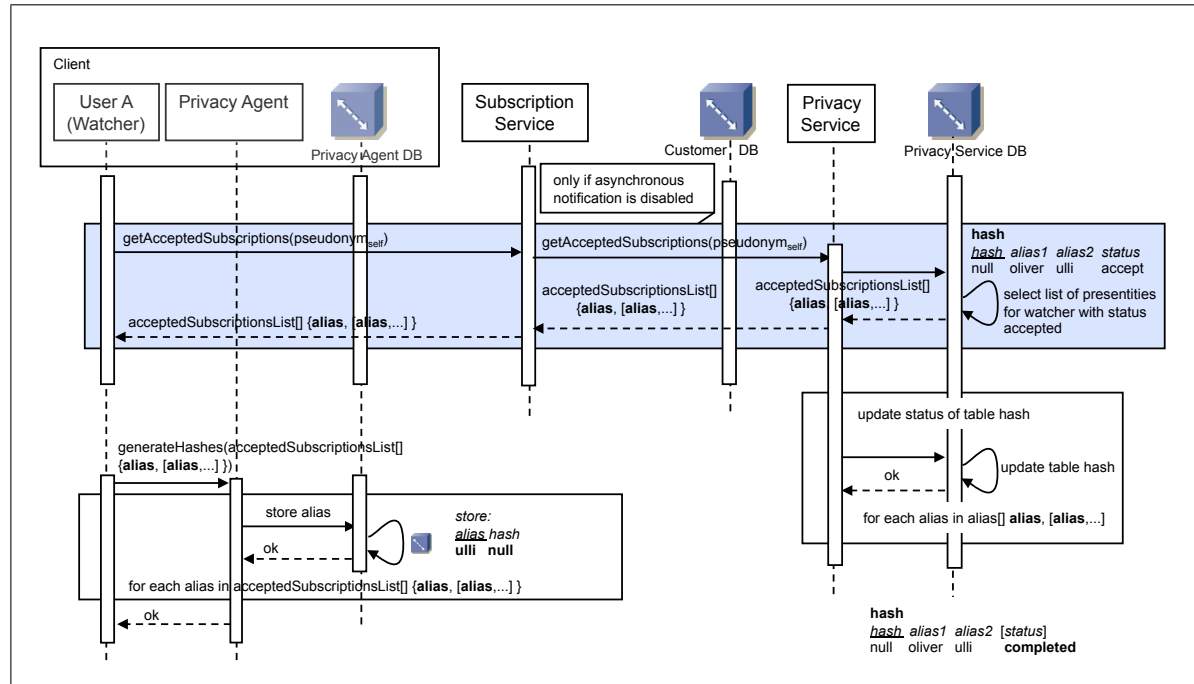 Client
User A
(Watcher)
Privacy Agent
Privacy Agent DB
Subscription
Service
Customer DB
Privacy
Service
Privacy Service DB
only if asynchronous
notification is disabled
getAcceptedSubscriptions(pseudonymself)
getAcceptedSubscriptions(pseudonymself)
hash
hash alias1 alias2 status
null oliver ulli accept
select list of presentities
for watcher with status
accepted
acceptedSubscriptionsList[]
{alias, [alias,...] }
acceptedSubscriptionsList[]
{alias, [alias,...] }
acceptedSubscriptionsList[] {alias, [alias,...] }
update status of table hash
update table hash
ok
for each alias in alias[] alias, [alias,...]
generateHashes(acceptedSubscriptionsList[]
{alias, [alias,...] })
store alias
store:
alias hash
ulli null
ok
for each alias in acceptedSubscriptionsList[] {alias, [alias,...] }
ok
hash
hash alias1 alias2 [status]
null oliver ulli completed